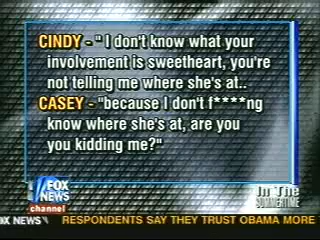 CINDY - " I don't know what your
involvement is sweetheart, you're
not telling me where she's at..
CASEY - "because I don't f****ng
know where she's at, are you
you kidding me?"
FOX
NEWS
channel
In The
SUMMERTIME
OX NEWS RESPONDENTS SAY THEY TRUST OBAMA MORE